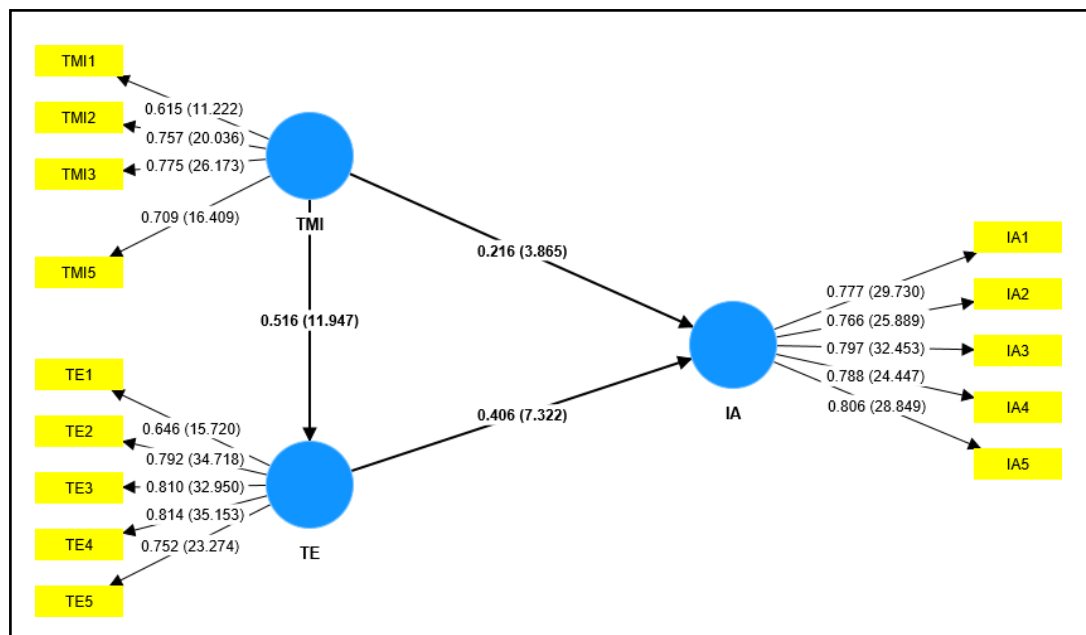 TMI1
TMI2
TMI3
TMI5
0.615 (11.222)
0.757 (20.036)
0.775 (26.173)
0.709 (16.409)
TMI
0.216 (3.865)
0.516 (11.947)
TE1
TE2
TE3
TE4
TE5
0.646 (15.720)
0.792 (34.718)
0.810 (32.950)
0.814 (35.153)
0.752 (23.274)
TE
0.406 (7.322)
IA
0.777 (29.730)
0.766 (25.889)
0.797 (32.453)
0.788 (24.447)
0.806 (28.849)
IA1
IA2
IA3
IA4
IA5